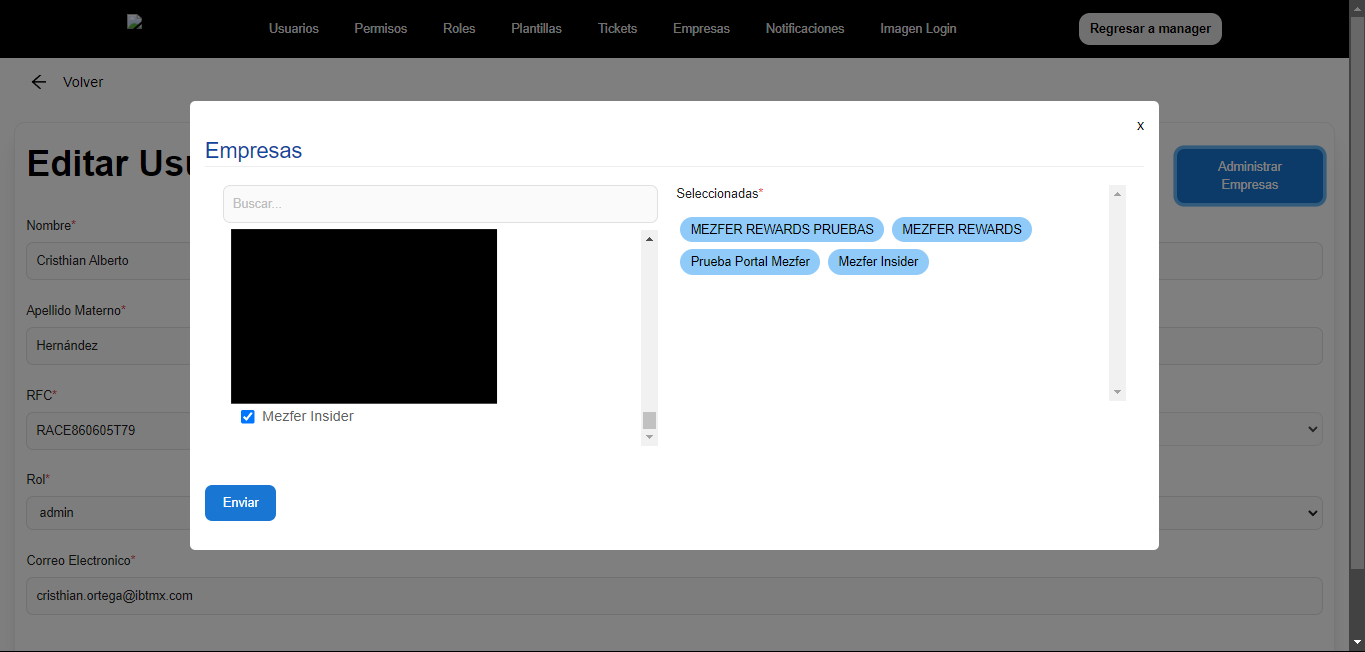 Usuarios Permisos Roles Plantillas Tickets Empresas Notificaciones Imagen Login Regresar a manager
Volver
x
Empresas
Editar Usu
Administrar
Empresas
Buscar...
Seleccionadas*
MEZFER REWARDS PRUEBAS MEZFER REWARDS
Prueba Portal Mezfer Mezfer Insider
Nombre*
Cristhian Alberto
Apellido Materno*
Hernández
RFC*
RACE860605T79
Mezfer Insider
Rol*
admin
Enviar
Correo Electronico*
cristhian.ortega@ibtmx.com